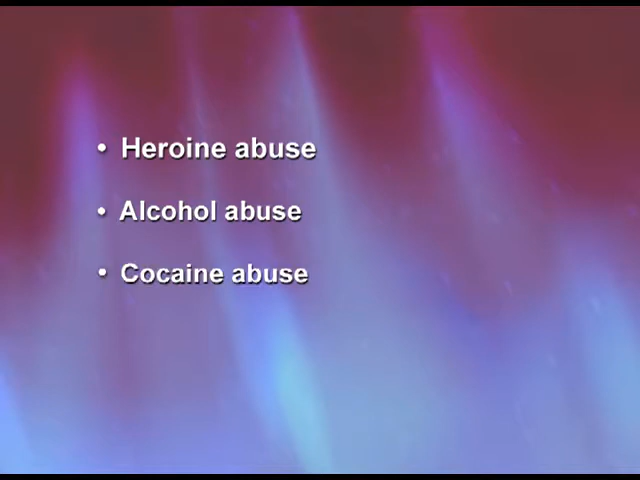 • Heroine abuse
• Alcohol abuse
• Cocaine abuse